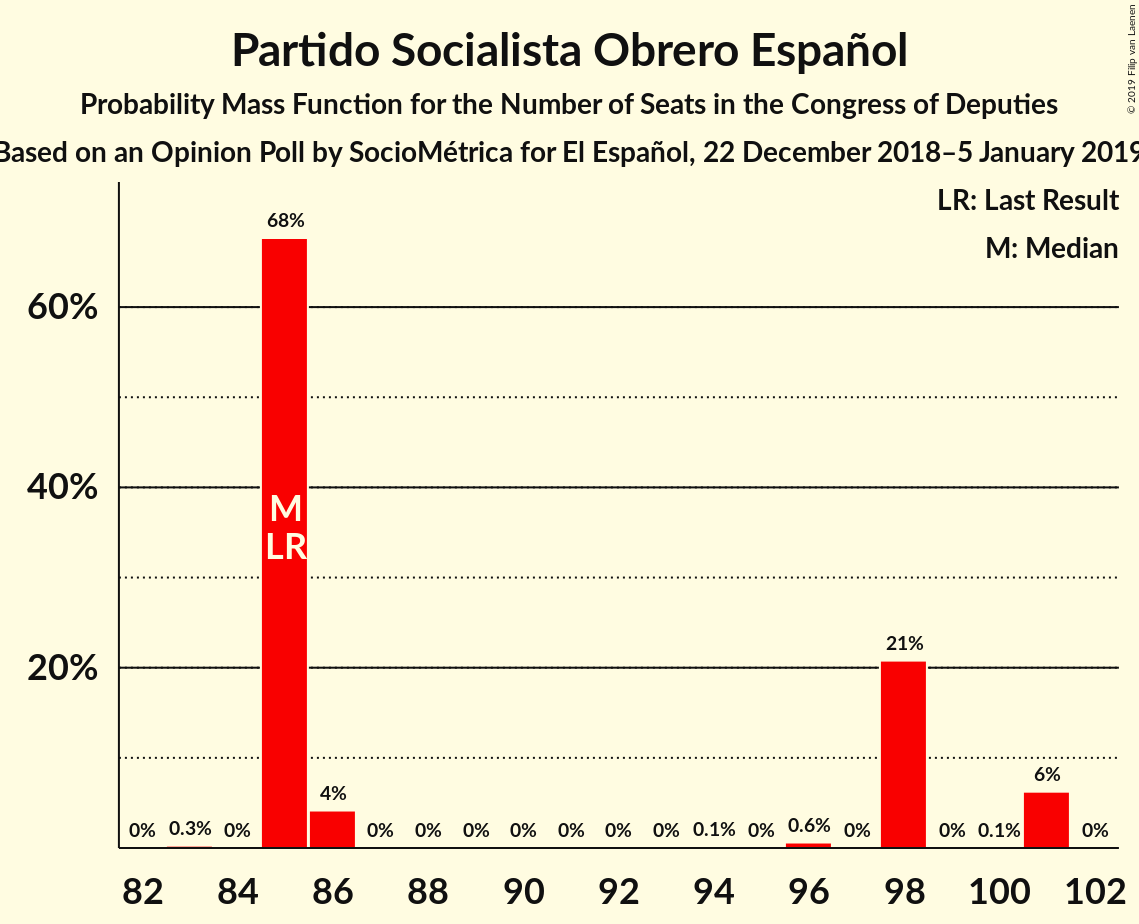 Partido Socialista Obrero Español
Probability Mass Function for the Number of Seats in the Congress of Deputies
Based on an Opinion Poll by SocioMétrica for El Español, 22 December 2018–5 January 2019
© 2019 Filip van Laenen
LR: Last Result
M: Median
60%
40%
20%
M
LR
0% 0.3% 0% 68% 4% 0% 0% 0% 0% 0% 0% 0% 0.1% 0% 0.6% 0% 21% 0% 0.1% 6% 0%
82 84 86 88 90 92 94 96 98 100 102